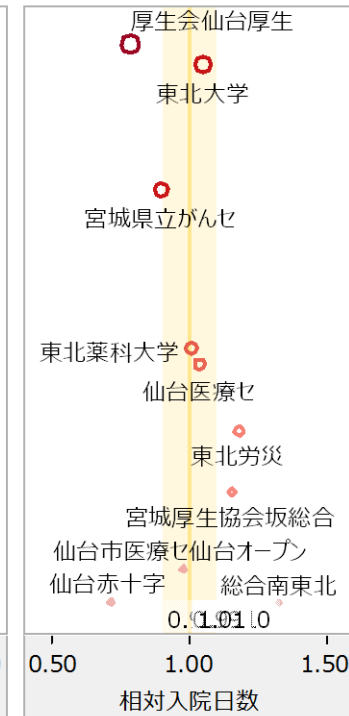 厚生会仙台厚生
東北大学
宮城県立がんセ
東北薬科大学
仙台医療セ
東北労災
宮城厚生協会坂総合
仙台市医療セ仙台オープン
仙台赤十字 総合南東北
0.50 1.00 1.50
相対入院日数